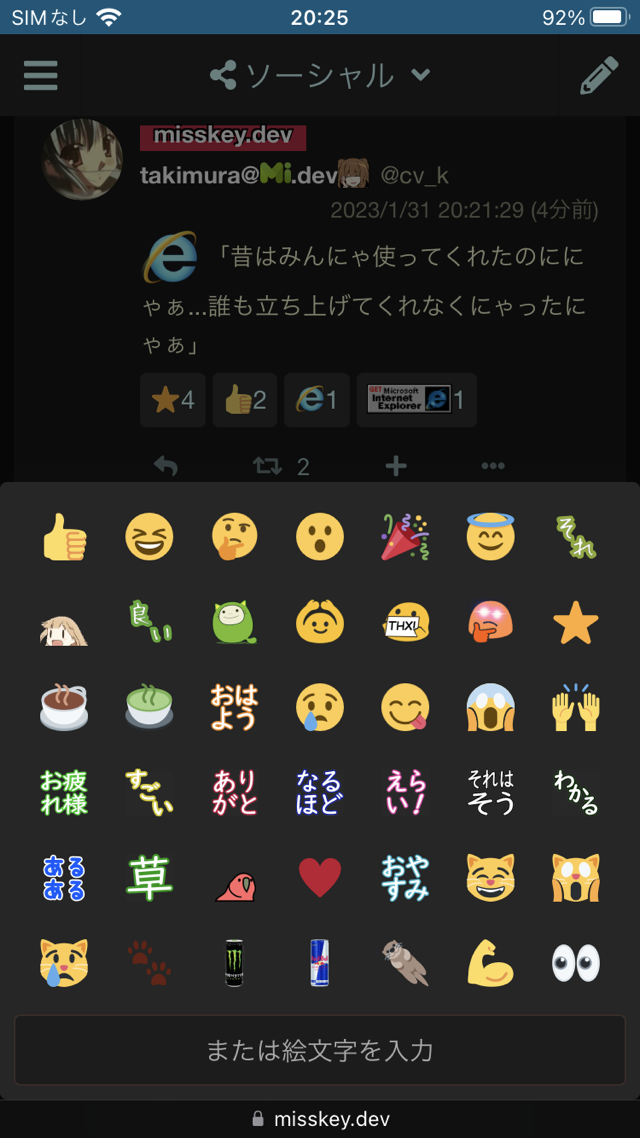 SIMなし 20:25 92%
ソーシャル
misskey.dev
takimura@Mi.dev @cv_k
2023/1/31 20:21:29 (4分前)
「昔はみんにゃ使ってくれたのにに
ゃぁ...誰も立ち上げてくれなくにゃったに
ゃぁ」
4 2 1 GET Microsoft Internet Explorer 1
2
それ
良い THX!
おはよう
お疲れ様 すごい ありがと なるほど えらい! それはそう わかる
あるある 草 おやすみ
または絵文字を入力
misskey.dev